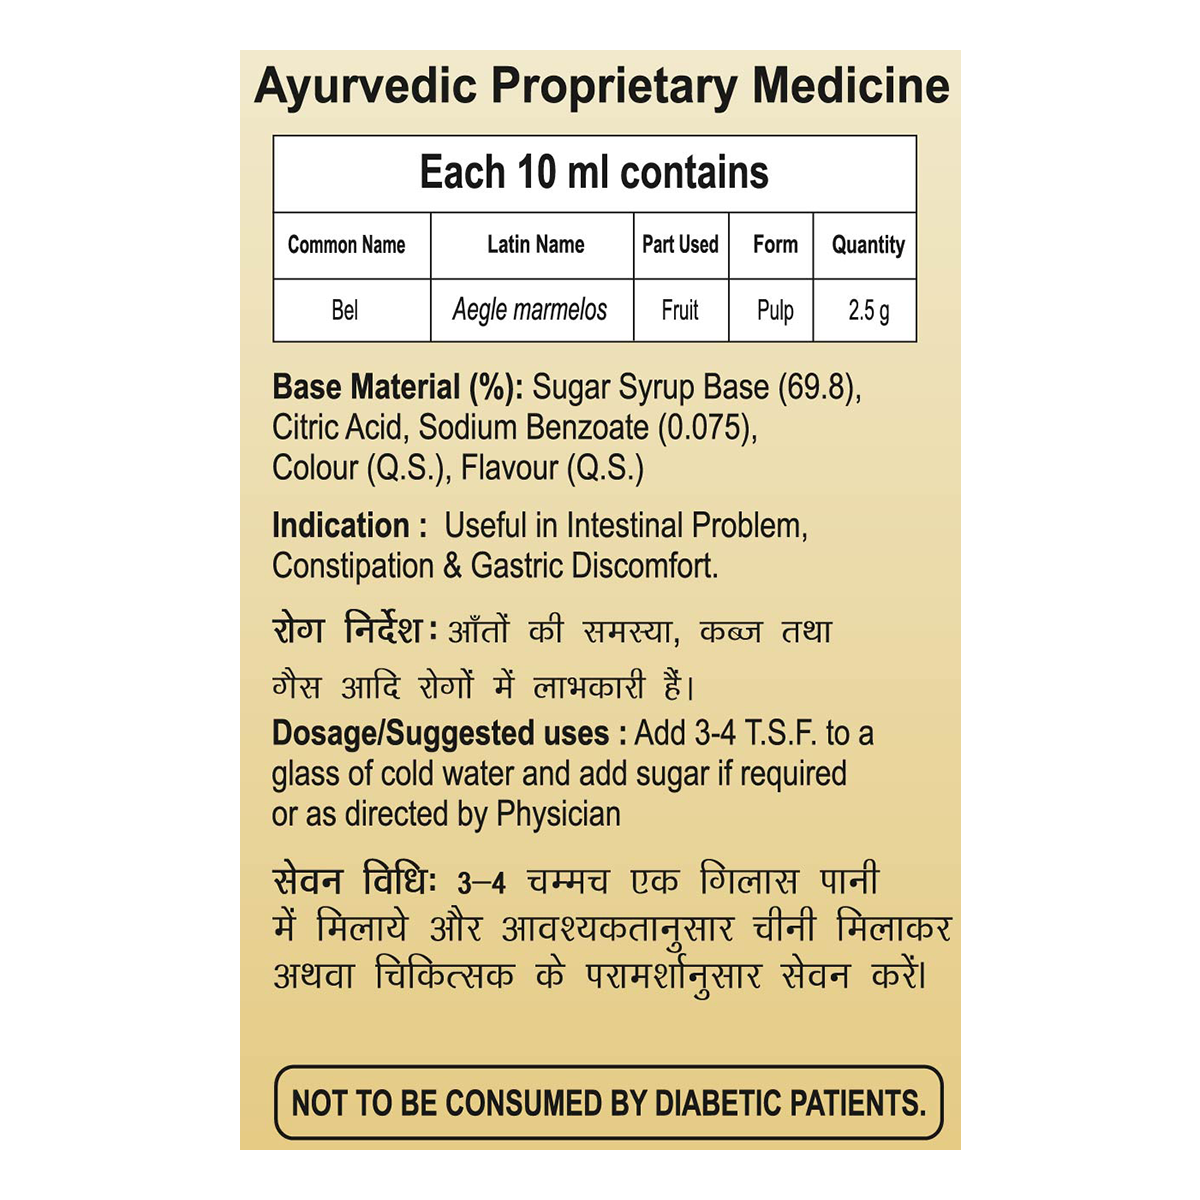 Ayurvedic Proprietary Medicine
Each 10 ml contains
Common Name Latin Name Part Used Form Quantity
Bel Aegle marmelos Fruit Pulp 2.5 g
Base Material (%): Sugar Syrup Base (69.8),
Citric Acid, Sodium Benzoate (0.075),
Colour (Q.S.), Flavour (Q.S.)
Indication : Useful in Intestinal Problem,
Constipation & Gastric Discomfort.
रोग निर्देश: आँतों की समस्या, कब्ज तथा
गैस आदि रोगों में लाभकारी हैं।
Dosage/Suggested uses : Add 3-4 T.S.F. to a
glass of cold water and add sugar if required
or as directed by Physician
सेवन विधि: 3–4 चम्मच एक गिलास पानी
में मिलाये और आवश्यकतानुसार चीनी मिलाकर
अथवा चिकित्सक के परामर्शानुसार सेवन करें।
NOT TO BE CONSUMED BY DIABETIC PATIENTS.